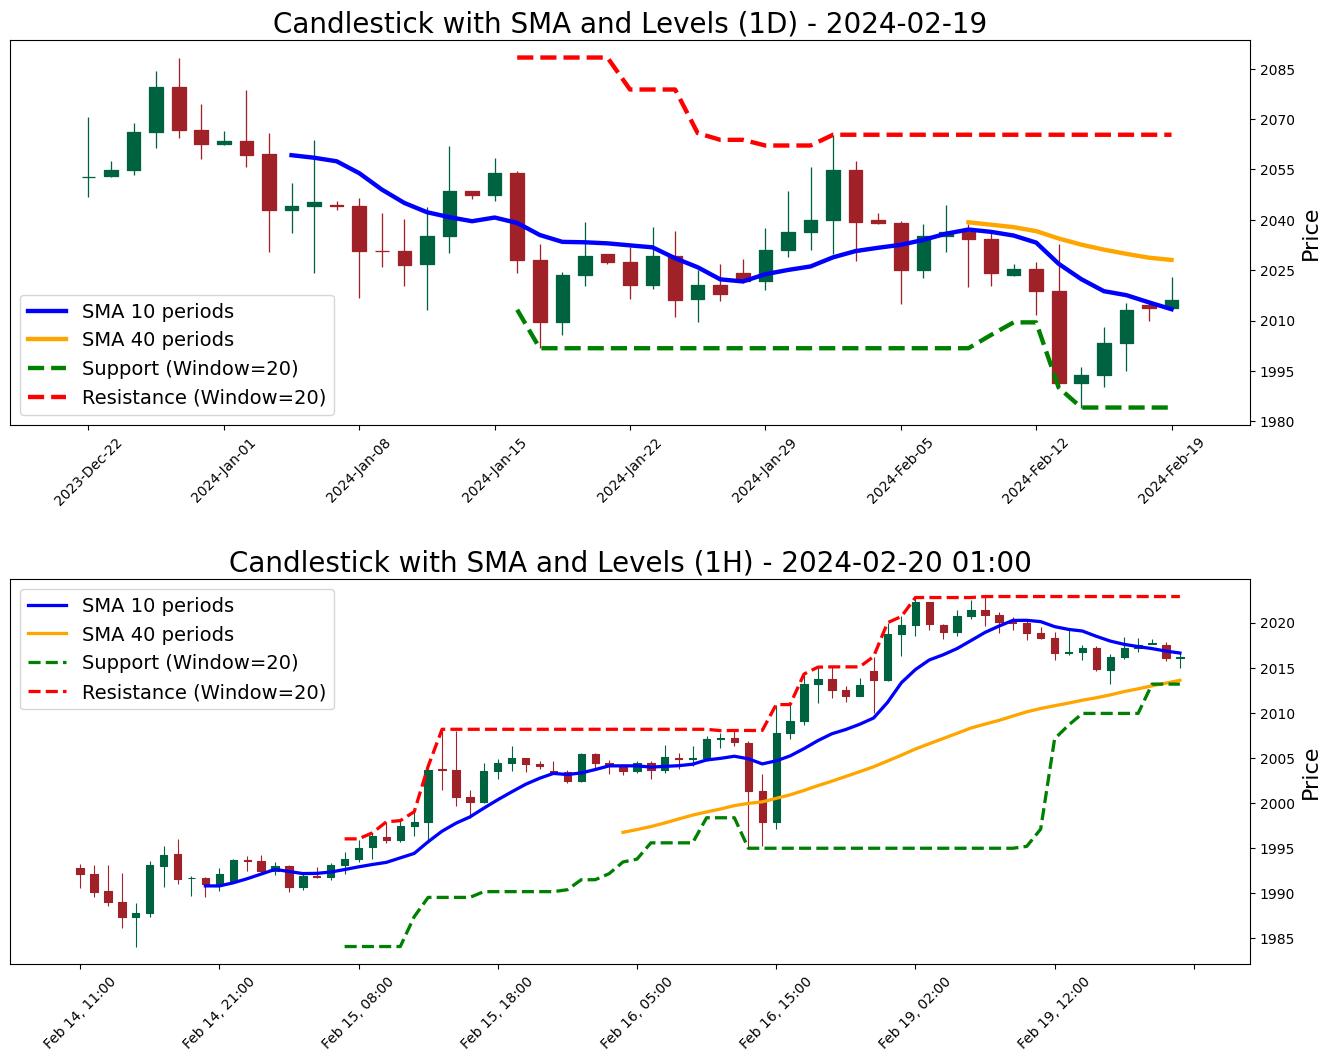 Candlestick with SMA and Levels (1D) - 2024-02-19
2085
2070
2055
2040
2025
2010
1995
1980
Price
SMA 10 periods
SMA 40 periods
Support (Window=20)
Resistance (Window=20)
2023-Dec-22
2024-Jan-01
2024-Jan-08
2024-Jan-15
2024-Jan-22
2024-Jan-29
2024-Feb-05
2024-Feb-12
2024-Feb-19
Candlestick with SMA and Levels (1H) - 2024-02-20 01:00
SMA 10 periods
SMA 40 periods
Support (Window=20)
Resistance (Window=20)
2020
2015
2010
2005
2000
1995
1990
1985
Price
Feb 14, 11:00
Feb 14, 21:00
Feb 15, 08:00
Feb 15, 18:00
Feb 16, 05:00
Feb 16, 15:00
Feb 19, 02:00
Feb 19, 12:00